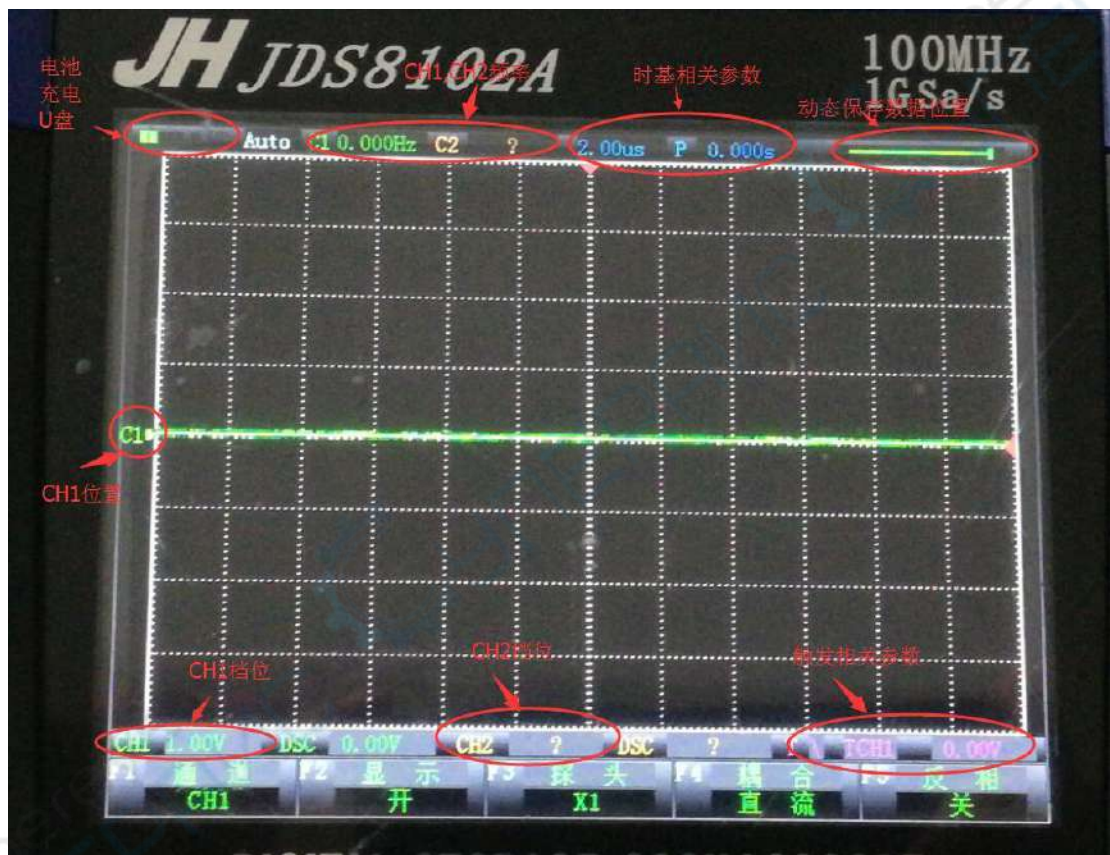 JH JDS8102A
100MHz
1GSa/s
电池
充电
U盘
CH1,CH2频率
时基相关参数
动态保存数据位置
Auto C1 0.000Hz C2 ? 2.00us P 0.000s
C1
CH1位置
CH1档位
CH2档位
触发相关参数
CH1 1.00V DSC 0.00V CH2 ? DSC ? TCH1 0.00V
F1 通道 F2 显示 F3 探头 F4 耦合 F5 反相
CH1 开 X1 直流 关